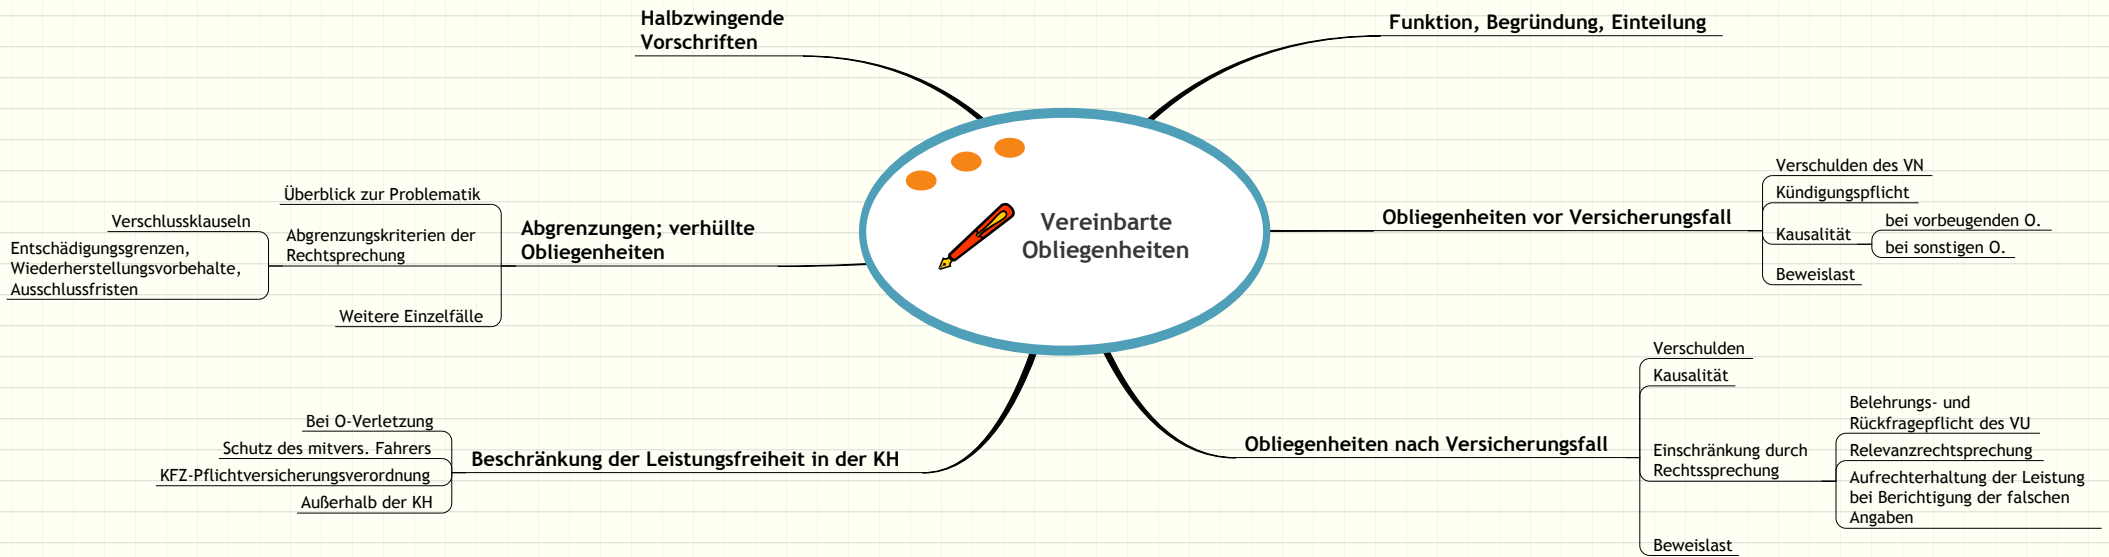 Vereinbarte
Obliegenheiten
Funktion, Begründung, Einteilung
Obliegenheiten vor Versicherungsfall
Verschulden des VN
Kündigungspflicht
Kausalität
bei vorbeugenden O.
bei sonstigen O.
Beweislast
Obliegenheiten nach Versicherungsfall
Verschulden
Kausalität
Einschränkung durch
Rechtssprechung
Belehrungs- und
Rückfragepflicht des VU
Relevanzrechtsprechung
Aufrechterhaltung der Leistung
bei Berichtigung der falschen
Angaben
Beweislast
Beschränkung der Leistungsfreiheit in der KH
Bei O-Verletzung
Schutz des mitvers. Fahrers
KFZ-Pflichtversicherungsverordnung
Außerhalb der KH
Abgrenzungen; verhüllte
Obliegenheiten
Überblick zur Problematik
Abgrenzungskriterien der
Rechtsprechung
Verschlussklauseln
Entschädigungsgrenzen,
Wiederherstellungsvorbehalte,
Ausschlussfristen
Weitere Einzelfälle
Halbzwingende
Vorschriften